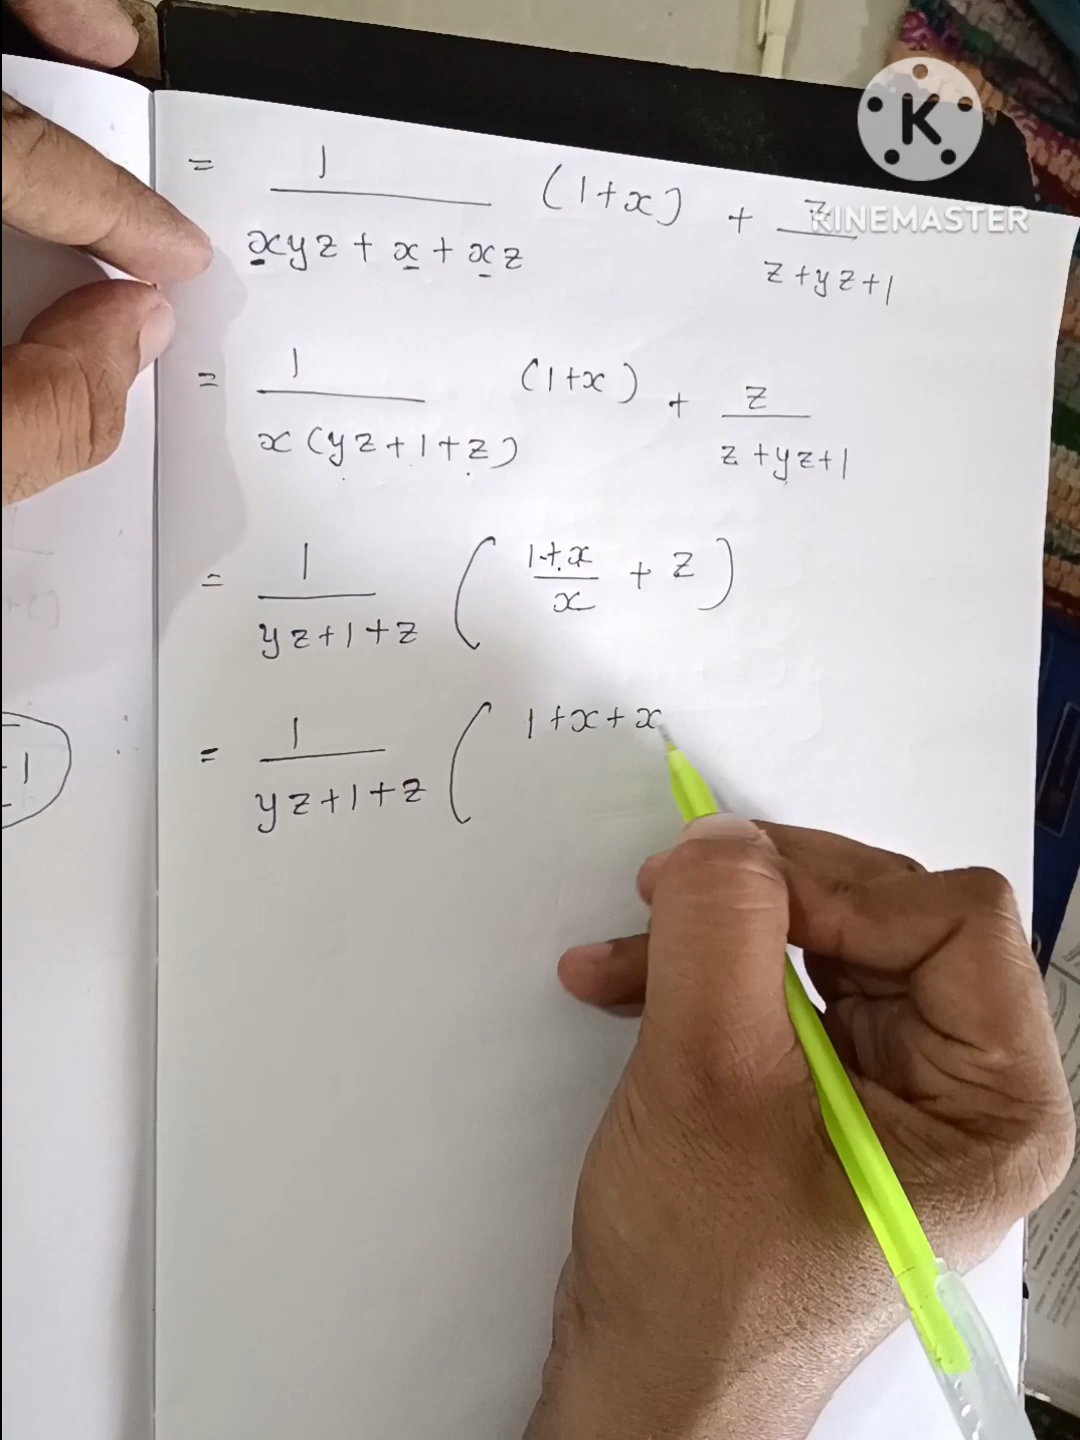 = 1/(xyz + x + xz) (1+x) + z/(z+yz+1)
KINEMASTER
= 1/(x(yz+1+z)) (1+x) + z/(z+yz+1)
= 1/(yz+1+z) ((1+x)/x + z)
= 1/(yz+1+z) (1+x+x
1